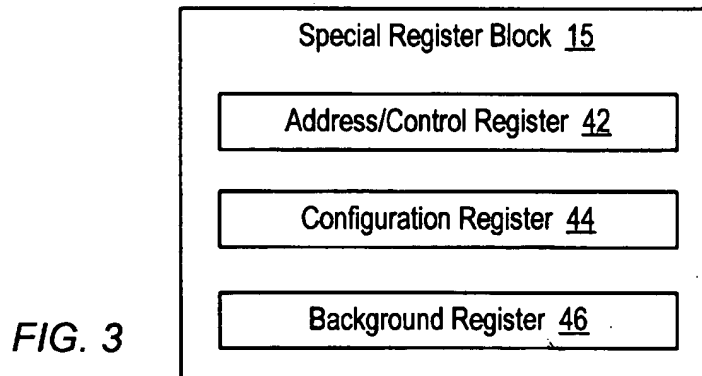 Special Register Block 15
Address/Control Register 42
Configuration Register 44
Background Register 46
FIG. 3